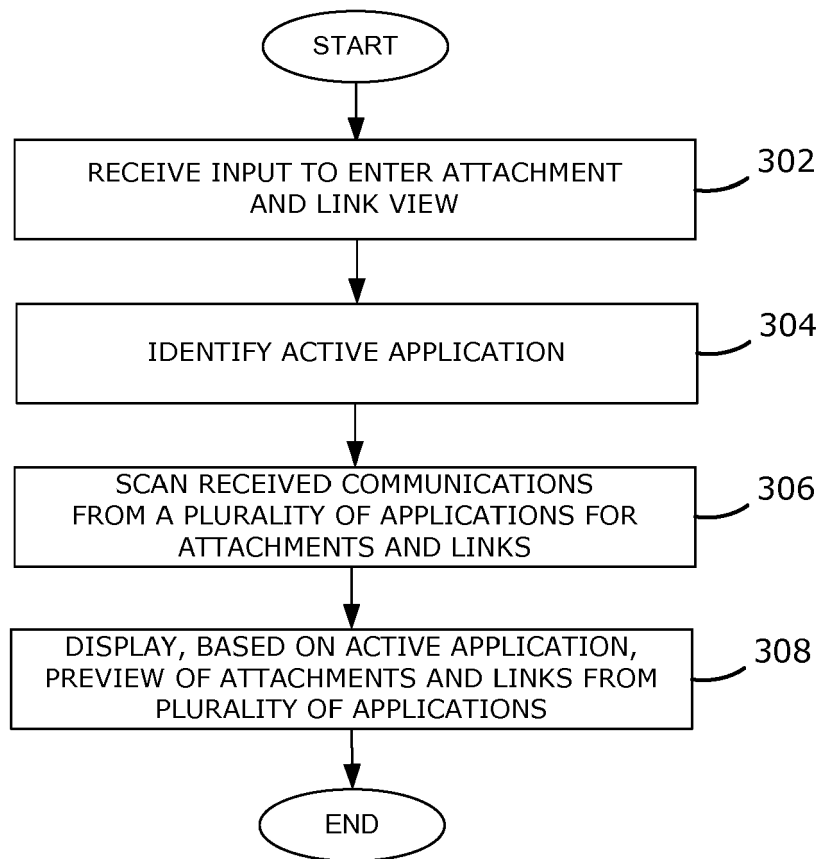 START
RECEIVE INPUT TO ENTER ATTACHMENT
AND LINK VIEW
302
IDENTIFY ACTIVE APPLICATION
304
SCAN RECEIVED COMMUNICATIONS
FROM A PLURALITY OF APPLICATIONS FOR
ATTACHMENTS AND LINKS
306
DISPLAY, BASED ON ACTIVE APPLICATION,
PREVIEW OF ATTACHMENTS AND LINKS FROM
PLURALITY OF APPLICATIONS
308
END